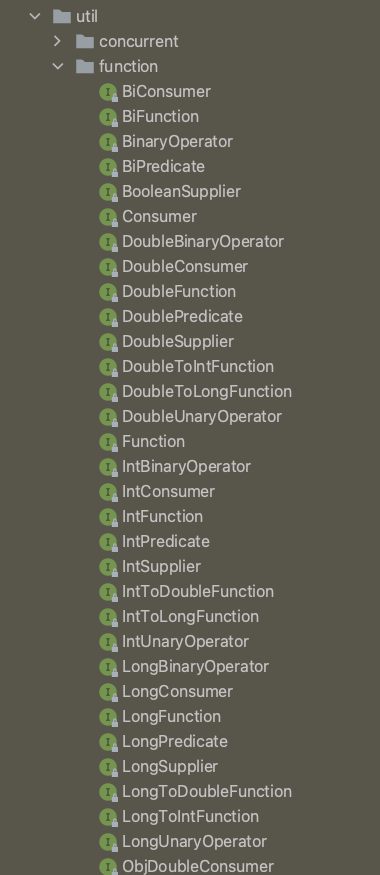 util
concurrent
function
BiConsumer
BiFunction
BinaryOperator
BiPredicate
BooleanSupplier
Consumer
DoubleBinaryOperator
DoubleConsumer
DoubleFunction
DoublePredicate
DoubleSupplier
DoubleToIntFunction
DoubleToLongFunction
DoubleUnaryOperator
Function
IntBinaryOperator
IntConsumer
IntFunction
IntPredicate
IntSupplier
IntToDoubleFunction
IntToLongFunction
IntUnaryOperator
LongBinaryOperator
LongConsumer
LongFunction
LongPredicate
LongSupplier
LongToDoubleFunction
LongToIntFunction
LongUnaryOperator
ObjDoubleConsumer